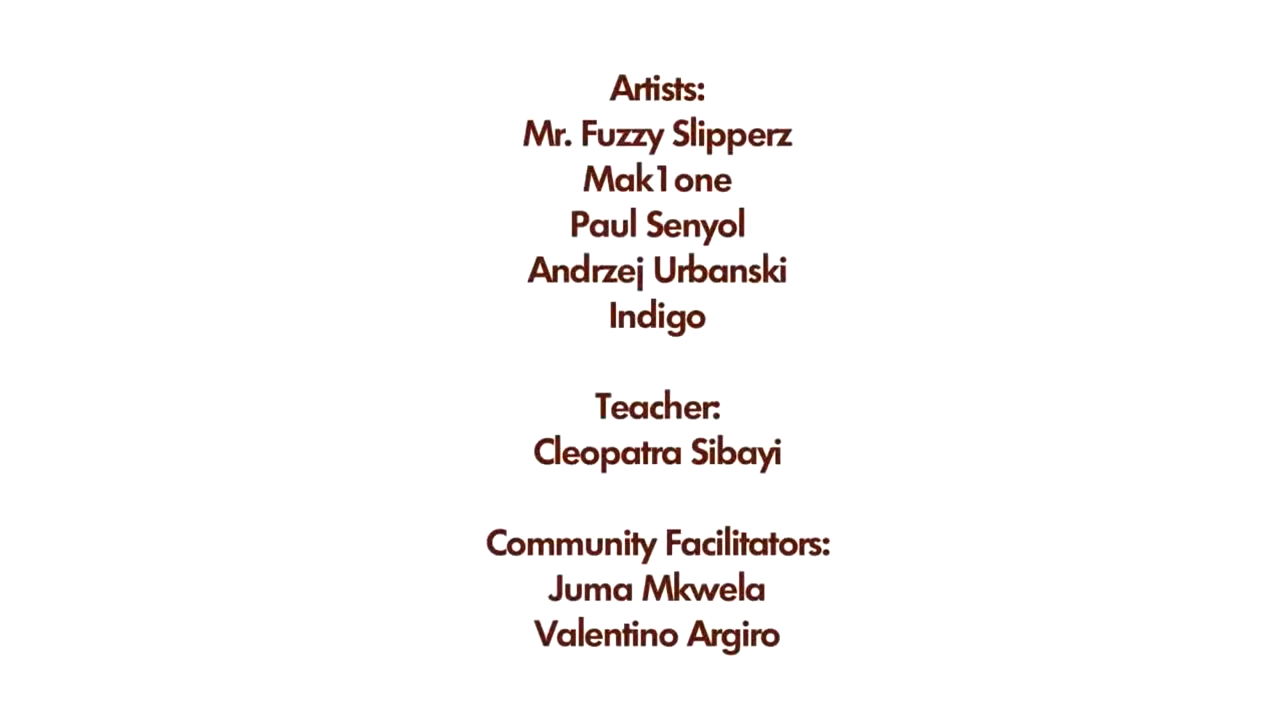 Artists:
Mr. Fuzzy Slipperz
Mak1one
Paul Senyol
Andrzej Urbanski
Indigo
Teacher:
Cleopatra Sibayi
Community Facilitators:
Juma Mkwela
Valentino Argiro